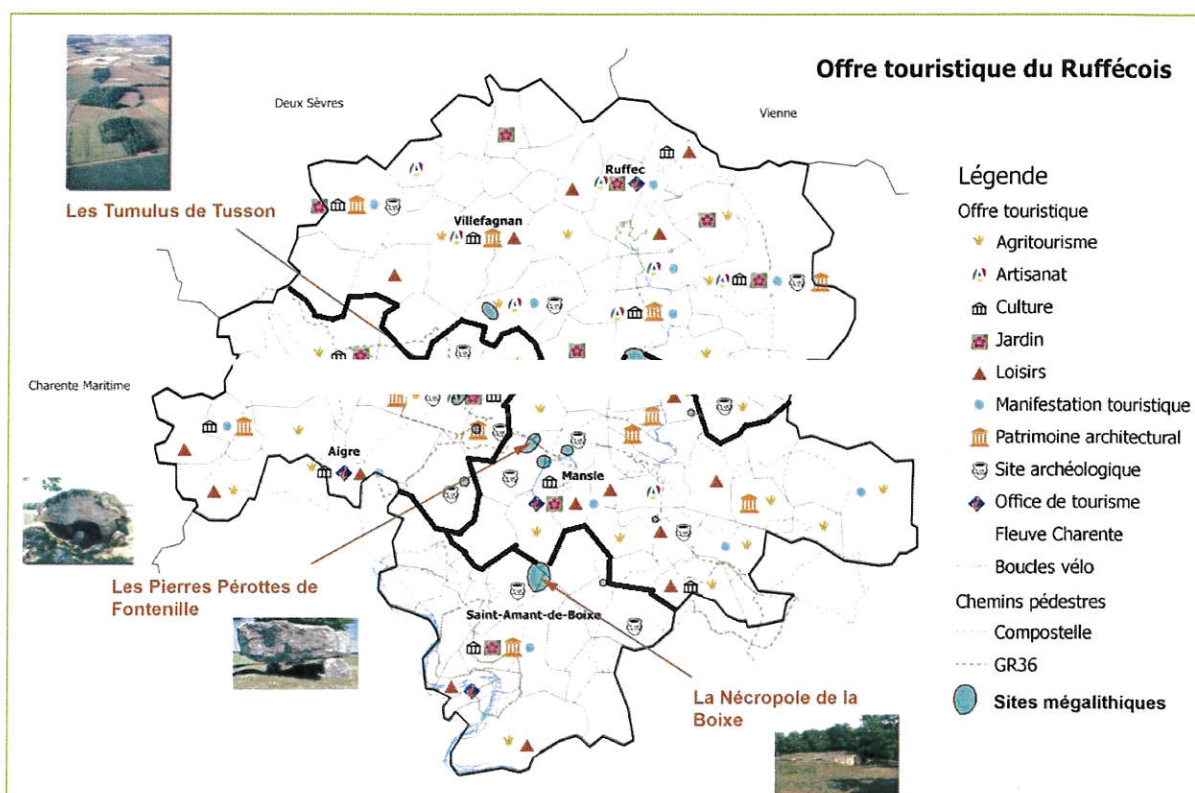 Offre touristique du Ruffécois
Deux Sèvres
Vienne
Les Tumulus de Tusson
Ruffec
Villefagnan
Charente Maritime
Aigre
Mansle
Les Pierres Pérottes de
Fontenille
Saint-Amant-de-Boixe
La Nécropole de la
Boixe
Légende
Offre touristique
Agritourisme
Artisanat
Culture
Jardin
Loisirs
Manifestation touristique
Patrimoine architectural
Site archéologique
Office de tourisme
Fleuve Charente
Boucles vélo
Chemins pédestres
Compostelle
GR36
Sites mégalithiques